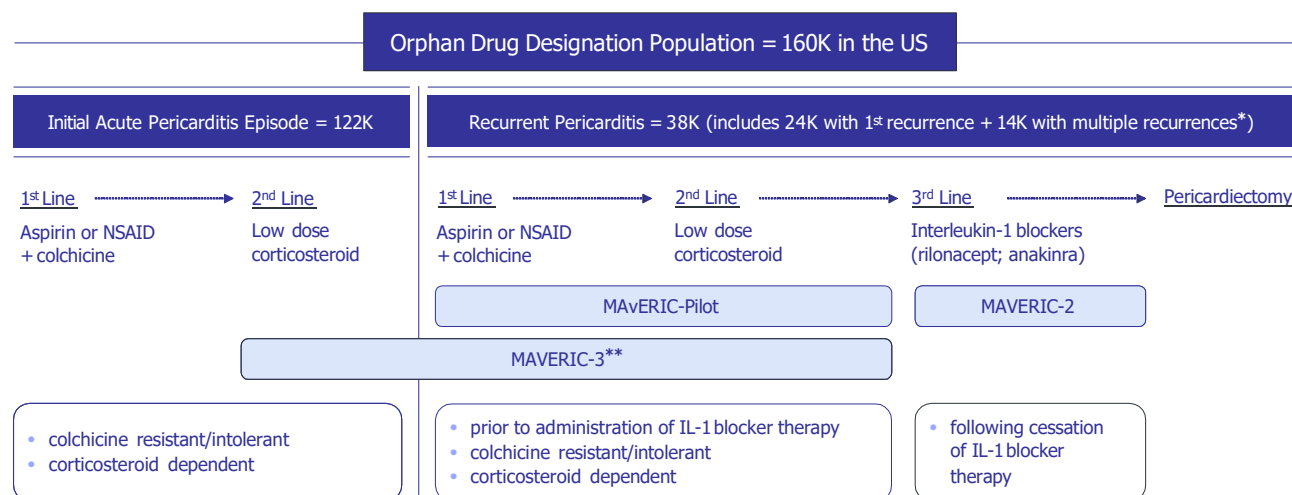 Orphan Drug Designation Population = 160K in the US
Initial Acute Pericarditis Episode = 122K
Recurrent Pericarditis = 38K (includes 24K with 1st recurrence + 14K with multiple recurrences*)
1st Line
2nd Line
Aspirin or NSAID
+ colchicine
Low dose
corticosteroid
1st Line
2nd Line
3rd Line
Pericardiectomy
Aspirin or NSAID
+ colchicine
Low dose
corticosteroid
Interleukin-1 blockers
(rilonacept; anakinra)
MAvERIC-Pilot
MAVERIC-2
MAVERIC-3**
• colchicine resistant/intolerant
• corticosteroid dependent
• prior to administration of IL-1 blocker therapy
• colchicine resistant/intolerant
• corticosteroid dependent
• following cessation
of IL-1 blocker
therapy